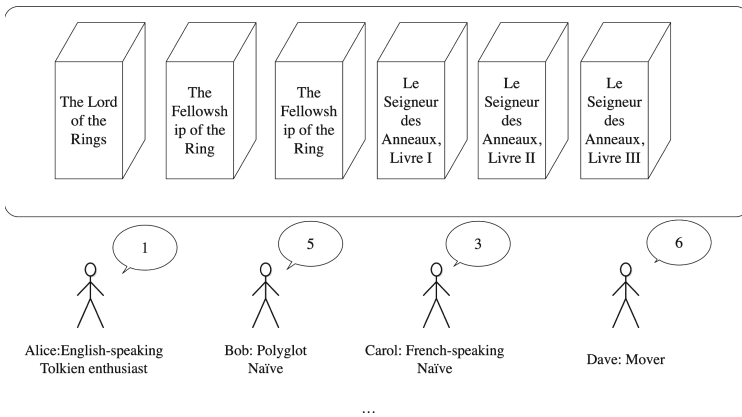 The Lord
of the
Rings
The
Fellowsh
ip of the
Ring
The
Fellowsh
ip of the
Ring
Le
Seigneur
des
Anneaux,
Livre I
Le
Seigneur
des
Anneaux,
Livre II
Le
Seigneur
des
Anneaux,
Livre III
1
5
3
6
Alice:English-speaking
Tolkien enthusiast
Bob: Polyglot
Naïve
Carol: French-speaking
Naïve
Dave: Mover
...